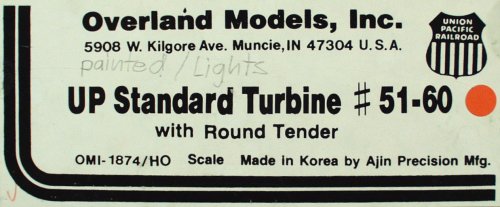 Overland Models, Inc.
5908 W. Kilgore Ave. Muncie, IN 47304 U.S.A.
painted / Lights
UNION
PACIFIC
RAILROAD
UP Standard Turbine # 51-60
with Round Tender
OMI-1874/HO Scale Made in Korea by Ajin Precision Mfg.